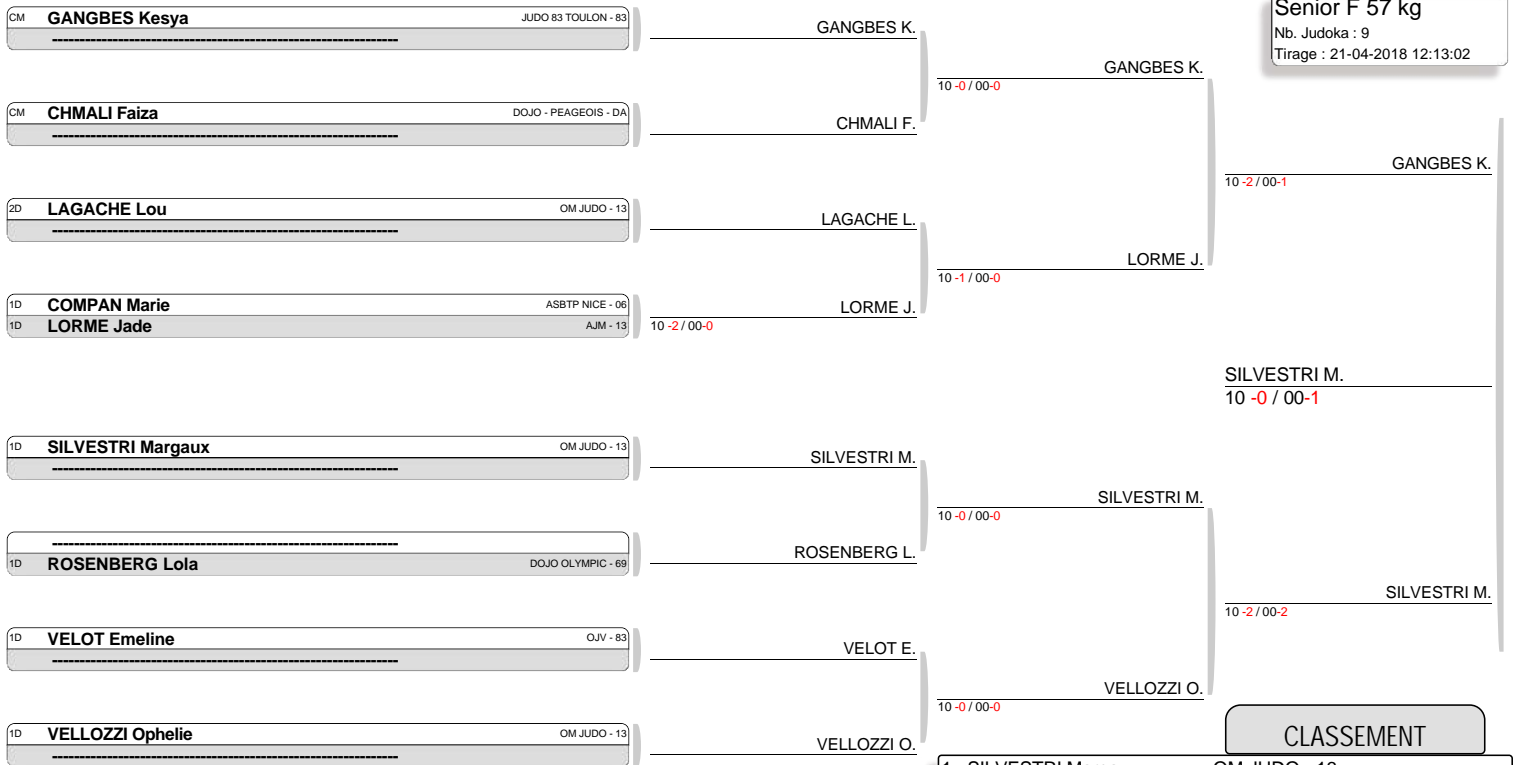 Senior F 57 kg
Nb. Judoka : 9
Tirage : 21-04-2018 12:13:02
CM GANGBES Kesya JUDO 83 TOULON - 83
----------------------------------------------------------------
CM CHMALI Faiza DOJO - PEAGEOIS - DA
----------------------------------------------------------------
2D LAGACHE Lou OM JUDO - 13
----------------------------------------------------------------
1D COMPAN Marie ASBTP NICE - 06
1D LORME Jade AJM - 13
1D SILVESTRI Margaux OM JUDO - 13
----------------------------------------------------------------
----------------------------------------------------------------
1D ROSENBERG Lola DOJO OLYMPIC - 69
1D VELOT Emeline OJV - 83
----------------------------------------------------------------
1D VELLOZZI Ophelie OM JUDO - 13
----------------------------------------------------------------
GANGBES K.
CHMALI F.
LAGACHE L.
LORME J.
10 -2 / 00-0
SILVESTRI M.
ROSENBERG L.
VELOT E.
VELLOZZI O.
GANGBES K.
10 -0 / 00-0
LORME J.
10 -1 / 00-0
SILVESTRI M.
10 -0 / 00-0
VELLOZZI O.
10 -0 / 00-0
GANGBES K.
10 -2 / 00-1
SILVESTRI M.
10 -0 / 00-1
SILVESTRI M.
10 -2 / 00-2
CLASSEMENT
1 SILVESTRI OM JUDO - 13